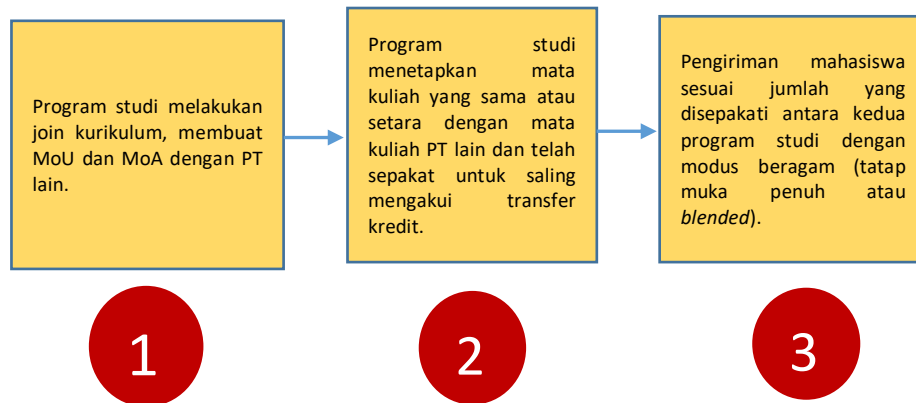 Program studi melakukan
join kurikulum, membuat
MoU dan MoA dengan PT
lain.
Program studi
menetapkan mata
kuliah yang sama atau
setara dengan mata
kuliah PT lain dan telah
sepakat untuk saling
mengakui transfer
kredit.
Pengiriman mahasiswa
sesuai jumlah yang
disepakati antara kedua
program studi dengan
modus beragam (tatap
muka penuh atau
blended).
1
2
3